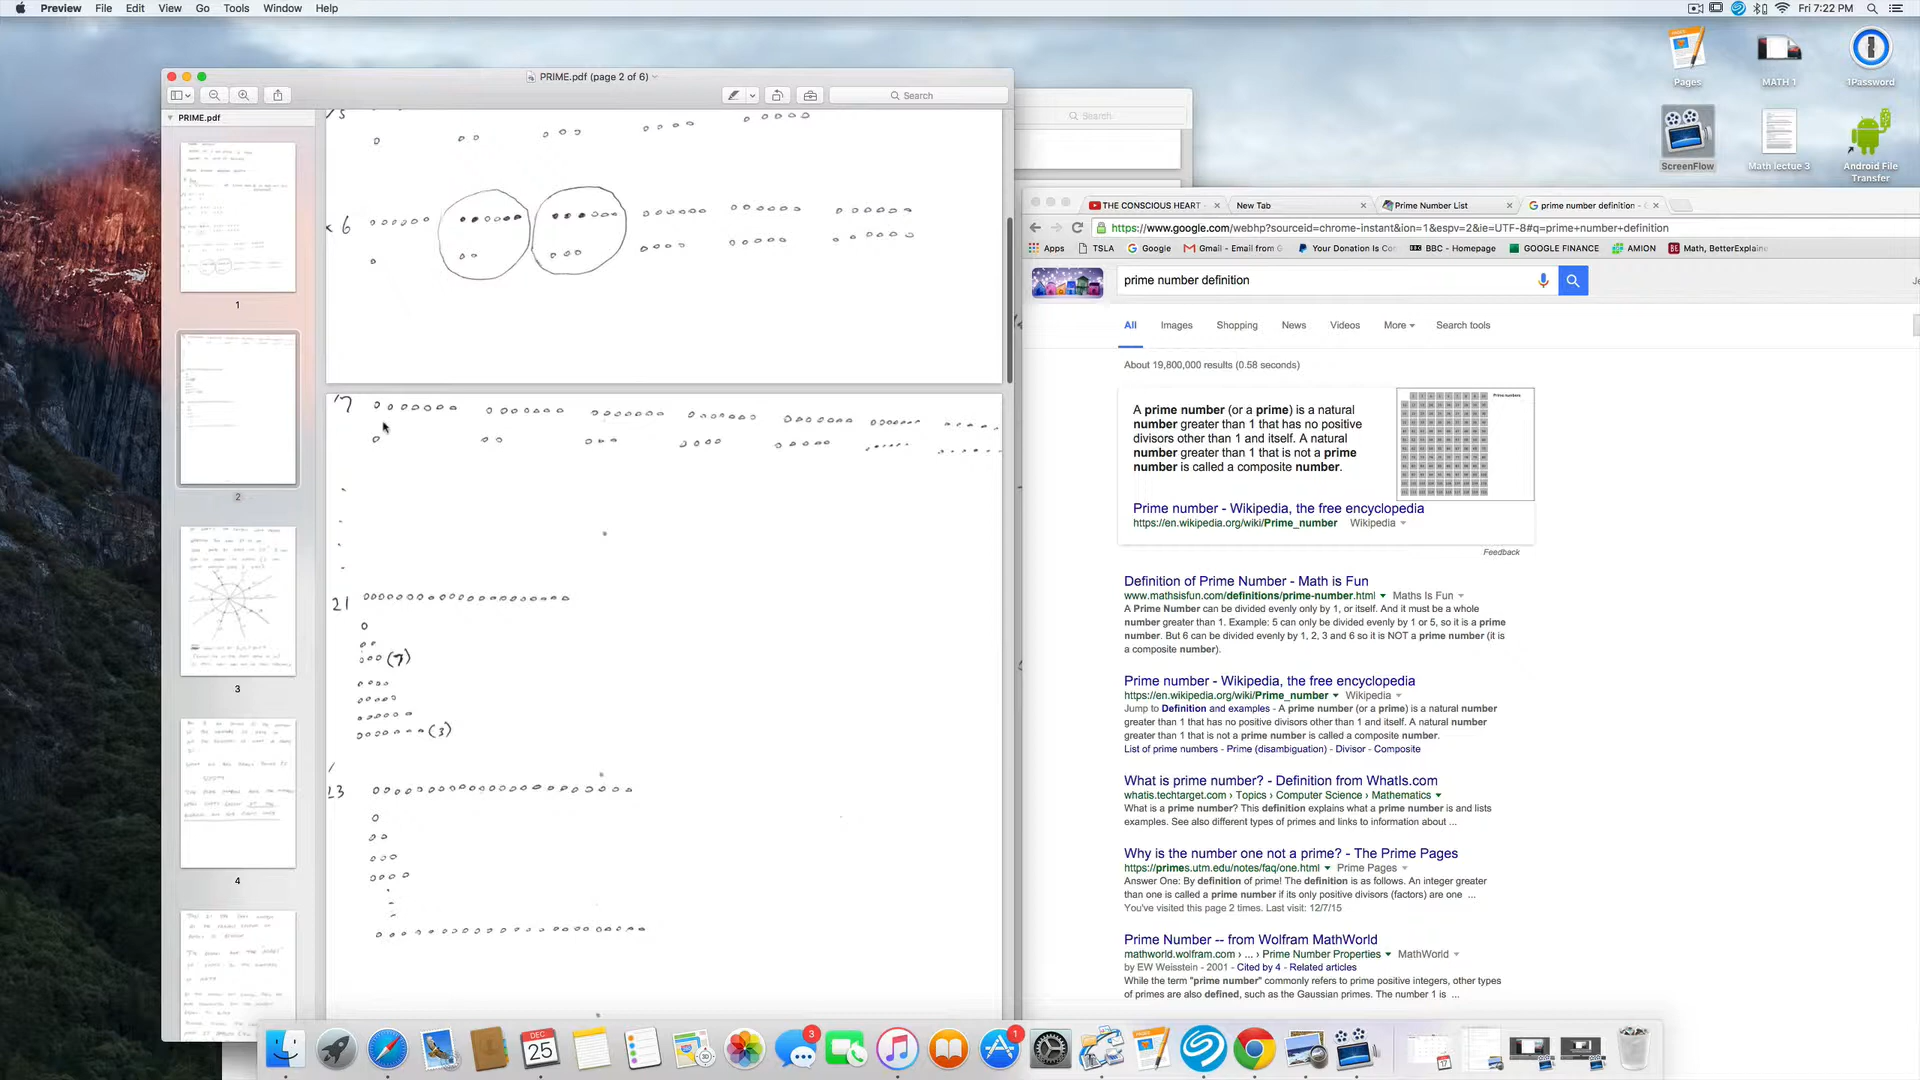 Preview File Edit View Go Tools Window Help
Fri 7:22 PM
PRIME.pdf (page 2 of 6)
Search
PRIME.pdf
1
2
3
4
6
7
21
(7)
(3)
13
Search
Pages
MATH 1
1Password
ScreenFlow
Math lectue 3
Android File
Transfer
THE CONSCIOUS HEART -
New Tab
Prime Number List
prime number definition -
https://www.google.com/webhp?sourceid=chrome-instant&ion=1&espv=2&ie=UTF-8#q=prime+number+definition
Apps TSLA Google Gmail - Email from G Your Donation Is Con BBC - Homepage GOOGLE FINANCE AMION Math, BetterExplaine
prime number definition
All Images Shopping News Videos More Search tools
About 19,800,000 results (0.58 seconds)
A prime number (or a prime) is a natural
number greater than 1 that has no positive
divisors other than 1 and itself. A natural
number greater than 1 that is not a prime
number is called a composite number.
Prime numbers
Prime number - Wikipedia, the free encyclopedia
https://en.wikipedia.org/wiki/Prime_number Wikipedia
Feedback
Definition of Prime Number - Math is Fun
www.mathsisfun.com/definitions/prime-number.html Maths Is Fun
A Prime Number can be divided evenly only by 1, or itself. And it must be a whole
number greater than 1. Example: 5 can only be divided evenly by 1 or 5, so it is a prime
number. But 6 can be divided evenly by 1, 2, 3 and 6 so it is NOT a prime number (it is
a composite number).
Prime number - Wikipedia, the free encyclopedia
https://en.wikipedia.org/wiki/Prime_number Wikipedia
Jump to Definition and examples - A prime number (or a prime) is a natural number
greater than 1 that has no positive divisors other than 1 and itself. A natural number
greater than 1 that is not a prime number is called a composite number.
List of prime numbers - Prime (disambiguation) - Divisor - Composite
What is prime number? - Definition from WhatIs.com
whatis.techtarget.com › Topics › Computer Science › Mathematics
What is a prime number? This definition explains what a prime number is and lists
examples. See also different types of primes and links to information about ...
Why is the number one not a prime? - The Prime Pages
https://primes.utm.edu/notes/faq/one.html Prime Pages
Answer One: By definition of prime! The definition is as follows. An integer greater
than one is called a prime number if its only positive divisors (factors) are one ...
You've visited this page 2 times. Last visit: 12/7/15
Prime Number -- from Wolfram MathWorld
mathworld.wolfram.com › ... › Prime Number Properties MathWorld
by EW Weisstein - 2001 - Cited by 4 - Related articles
While the term "prime number" commonly refers to prime positive integers, other
types of primes are also defined, such as the Gaussian primes. The number 1 is ...
DEC
25
3
1
17